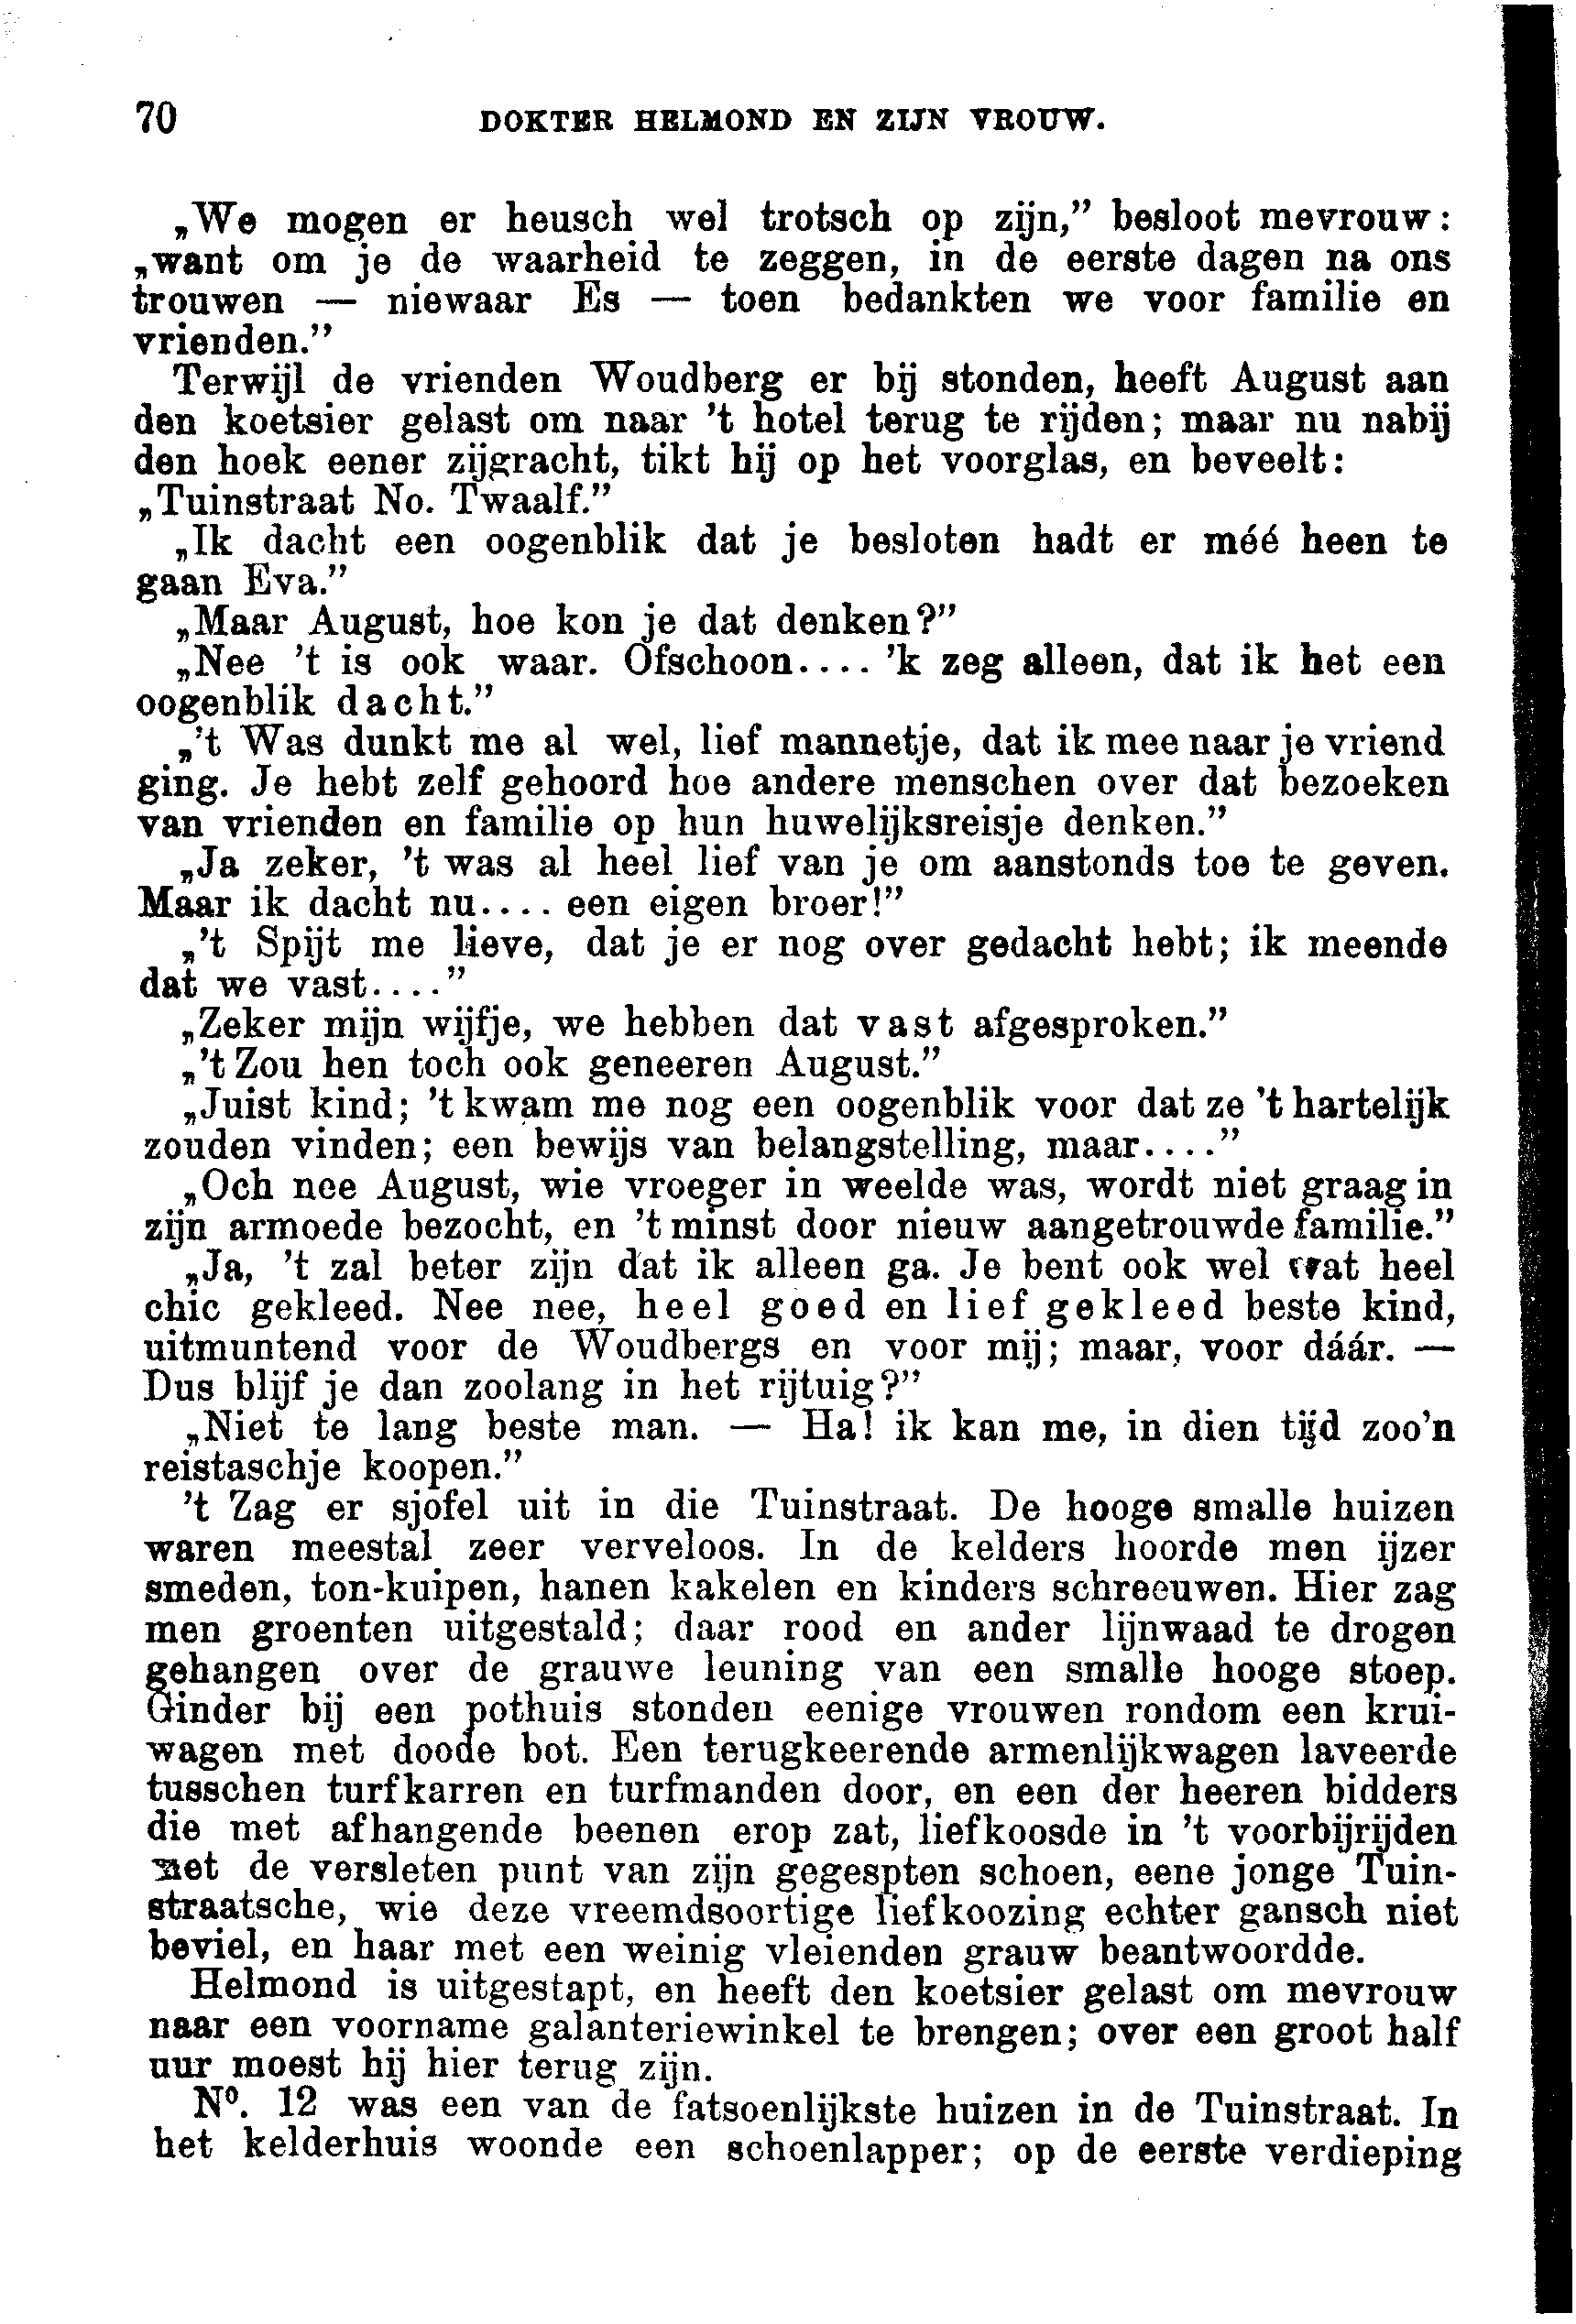 70 DOKTER HELMOND EN ZIJN VROUW.
„We mogen er heusch wel trotsch op zijn,” besloot mevrouw:
„want om je de waarheid te zeggen, in de eerste dagen na ons
trouwen — niewaar Es — toen bedankten we voor familie en
vrienden.”
Terwijl de vrienden Woudberg er bij stonden, heeft August aan
den koetsier gelast om naar 't hotel terug te rijden; maar nu nabij
den hoek eener zijgracht, tikt hij op het voorglas, en beveelt:
„Tuinstraat No. Twaalf.”
„Ik dacht een oogenblik dat je besloten hadt er méé heen te
gaan Eva.”
„Maar August, hoe kon je dat denken?”
„Nee 't is ook waar. Ofschoon.... 'k zeg alleen, dat ik het een
oogenblik dacht.”
„'t Was dunkt me al wel, lief mannetje, dat ik mee naar je vriend
ging. Je hebt zelf gehoord hoe andere menschen over dat bezoeken
van vrienden en familie op hun huwelijksreisje denken.”
„Ja zeker, 't was al heel lief van je om aanstonds toe te geven.
Maar ik dacht nu.... een eigen broer!”
„'t Spijt me lieve, dat je er nog over gedacht hebt; ik meende
dat we vast....”
„Zeker mijn wijfje, we hebben dat vast afgesproken.”
„'t Zou hen toch ook geneeren August.”
„Juist kind; 't kwam me nog een oogenblik voor dat ze 't hartelijk
zouden vinden; een bewijs van belangstelling, maar....”
„Och nee August, wie vroeger in weelde was, wordt niet graag in
zijn armoede bezocht, en 't minst door nieuw aangetrouwde familie.”
„Ja, 't zal beter zijn dat ik alleen ga. Je bent ook wel wat heel
chic gekleed. Nee nee, heel goed en lief gekleed beste kind,
uitmuntend voor de Woudbergs en voor mij; maar, voor dáár. —
Dus blijf je dan zoolang in het rijtuig?”
„Niet te lang beste man. — Ha! ik kan me, in dien tijd zoo'n
reistaschje koopen.”
't Zag er sjofel uit in die Tuinstraat. De hooge smalle huizen
waren meestal zeer verveloos. In de kelders hoorde men ijzer
smeden, ton-kuipen, hanen kakelen en kinders schreeuwen. Hier zag
men groenten uitgestald; daar rood en ander lijnwaad te drogen
gehangen over de grauwe leuning van een smalle hooge stoep.
Ginder bij een pothuis stonden eenige vrouwen rondom een krui-
wagen met doode bot. Een terugkeerende armenlijkwagen laveerde
tusschen turfkarren en turfmanden door, en een der heeren bidders
die met afhangende beenen erop zat, liefkoosde in 't voorbijrijden
met de versleten punt van zijn gegespten schoen, eene jonge Tuin-
straatsche, wie deze vreemdsoortige liefkoozing echter gansch niet
beviel, en haar met een weinig vleienden grauw beantwoordde.
Helmond is uitgestapt, en heeft den koetsier gelast om mevrouw
naar een voorname galanteriewinkel te brengen; over een groot half
uur moest hij hier terug zijn.
Nº. 12 was een van de fatsoenlijkste huizen in de Tuinstraat. In
het kelderhuis woonde een schoenlapper; op de eerste verdieping